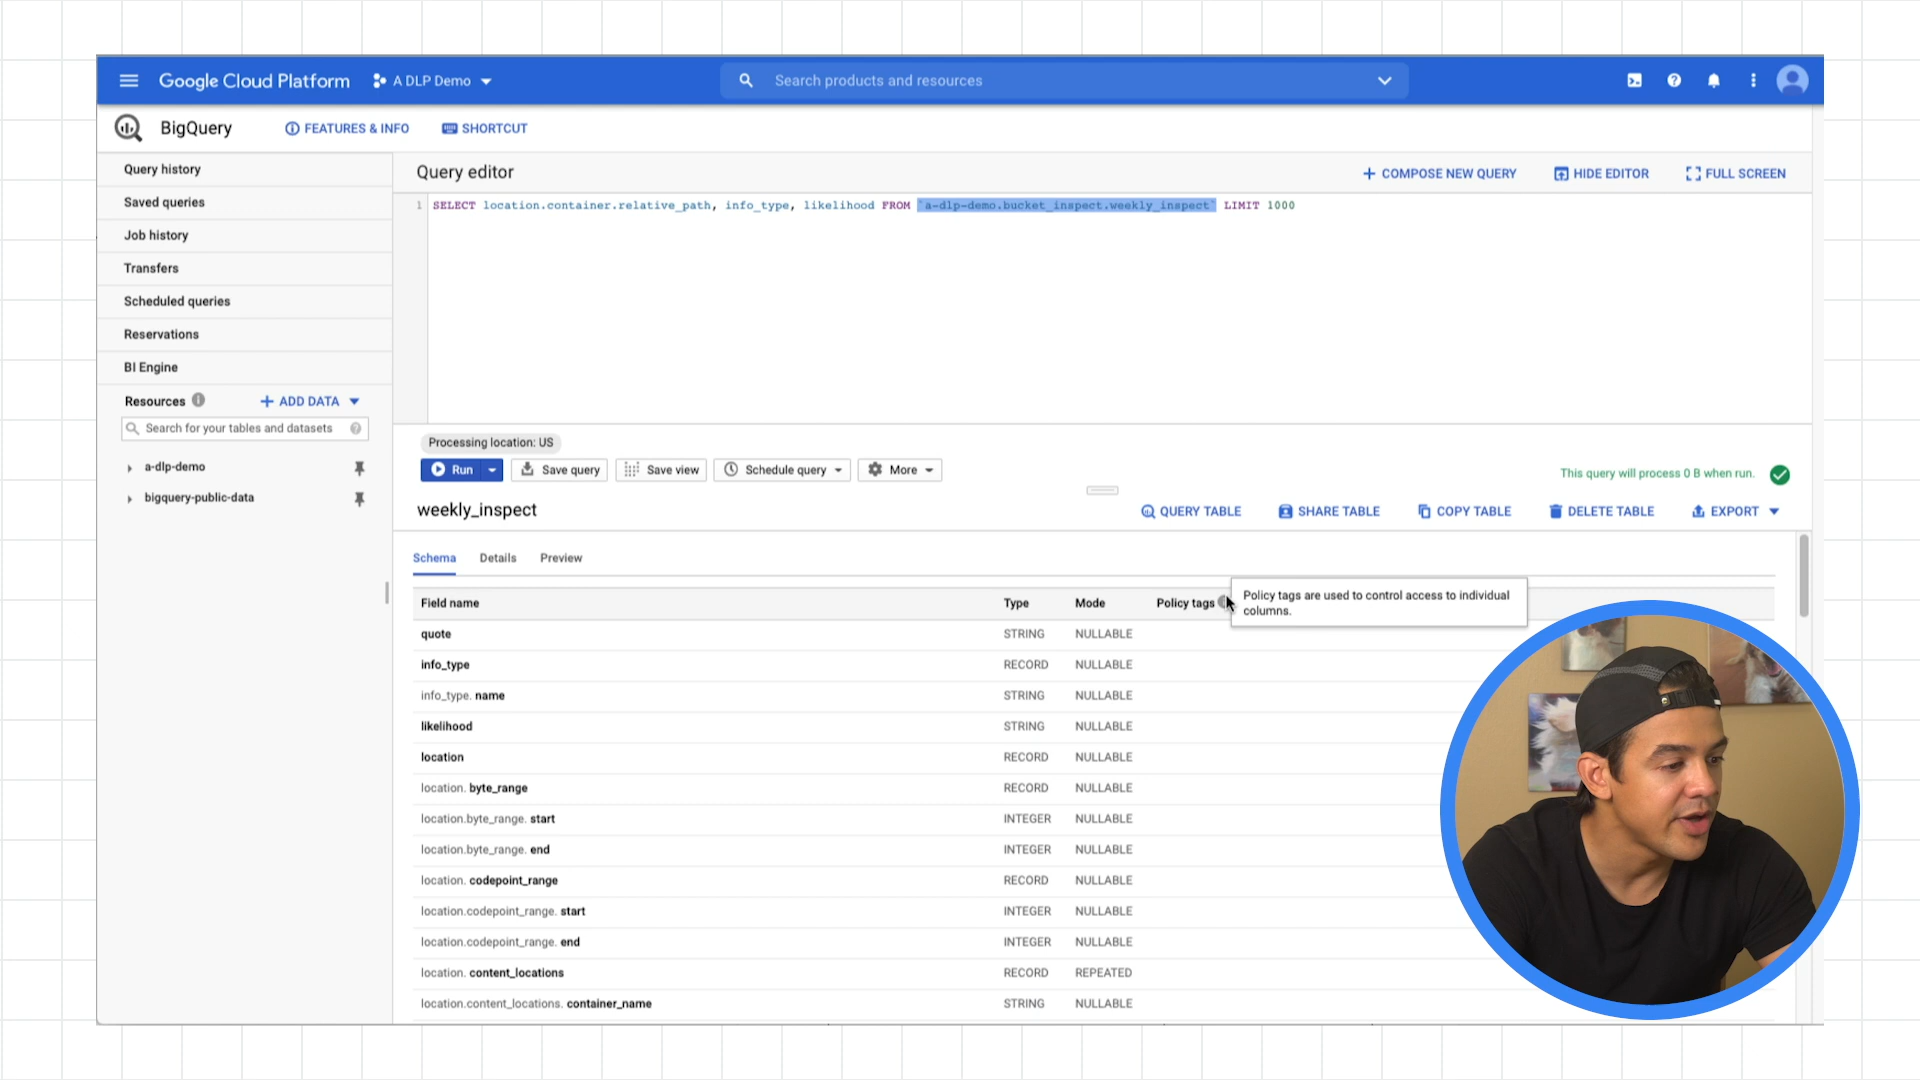 Google Cloud Platform
A DLP Demo
Search products and resources
BigQuery
FEATURES & INFO
SHORTCUT
Query history
Saved queries
Job history
Transfers
Scheduled queries
Reservations
BI Engine
Resources
ADD DATA
Search for your tables and datasets
a-dlp-demo
bigquery-public-data
Query editor
COMPOSE NEW QUERY
HIDE EDITOR
FULL SCREEN
1 SELECT location.container.relative_path, info_type, likelihood FROM `a-dlp-demo.bucket_inspect.weekly_inspect` LIMIT 1000
Processing location: US
Run
Save query
Save view
Schedule query
More
This query will process 0 B when run.
weekly_inspect
QUERY TABLE
SHARE TABLE
COPY TABLE
DELETE TABLE
EXPORT
Schema
Details
Preview
Field name Type Mode Policy tags
Policy tags are used to control access to individual
columns.
quote STRING NULLABLE
info_type RECORD NULLABLE
info_type. name STRING NULLABLE
likelihood STRING NULLABLE
location RECORD NULLABLE
location. byte_range RECORD NULLABLE
location.byte_range. start INTEGER NULLABLE
location.byte_range. end INTEGER NULLABLE
location. codepoint_range RECORD NULLABLE
location.codepoint_range. start INTEGER NULLABLE
location.codepoint_range. end INTEGER NULLABLE
location. content_locations RECORD REPEATED
location.content_locations. container_name STRING NULLABLE